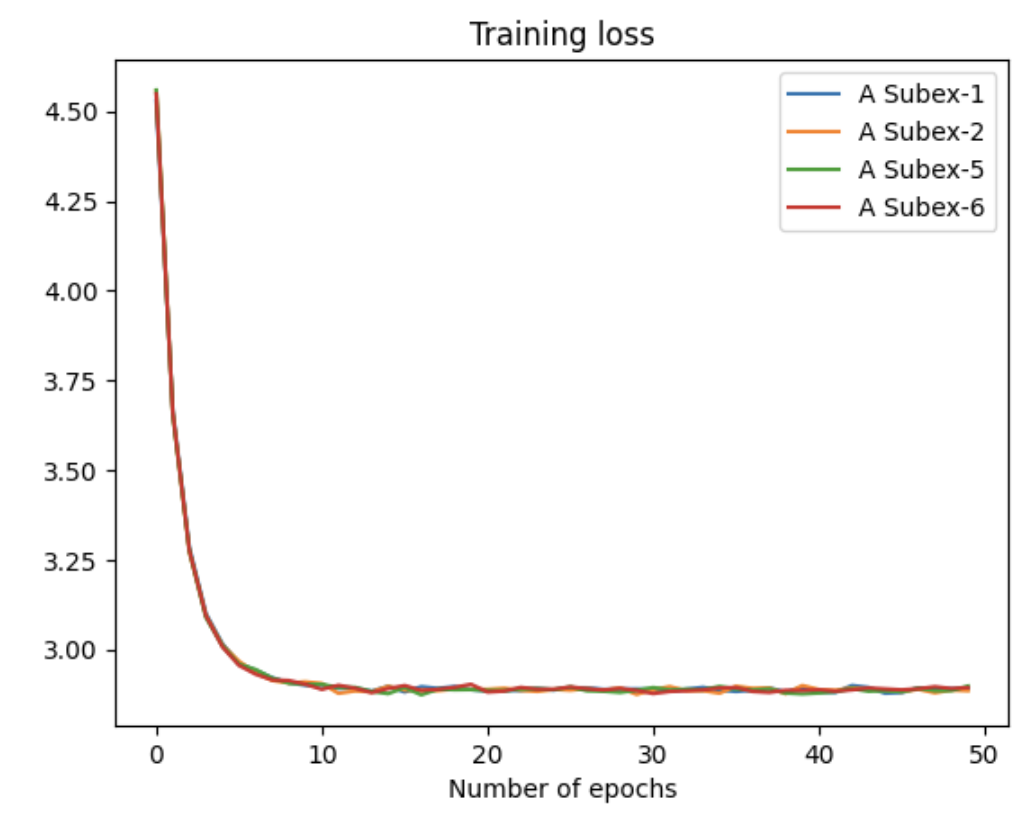 Training loss
4.50
4.25
4.00
3.75
3.50
3.25
3.00
A Subex-1
A Subex-2
A Subex-5
A Subex-6
0 10 20 30 40 50
Number of epochs